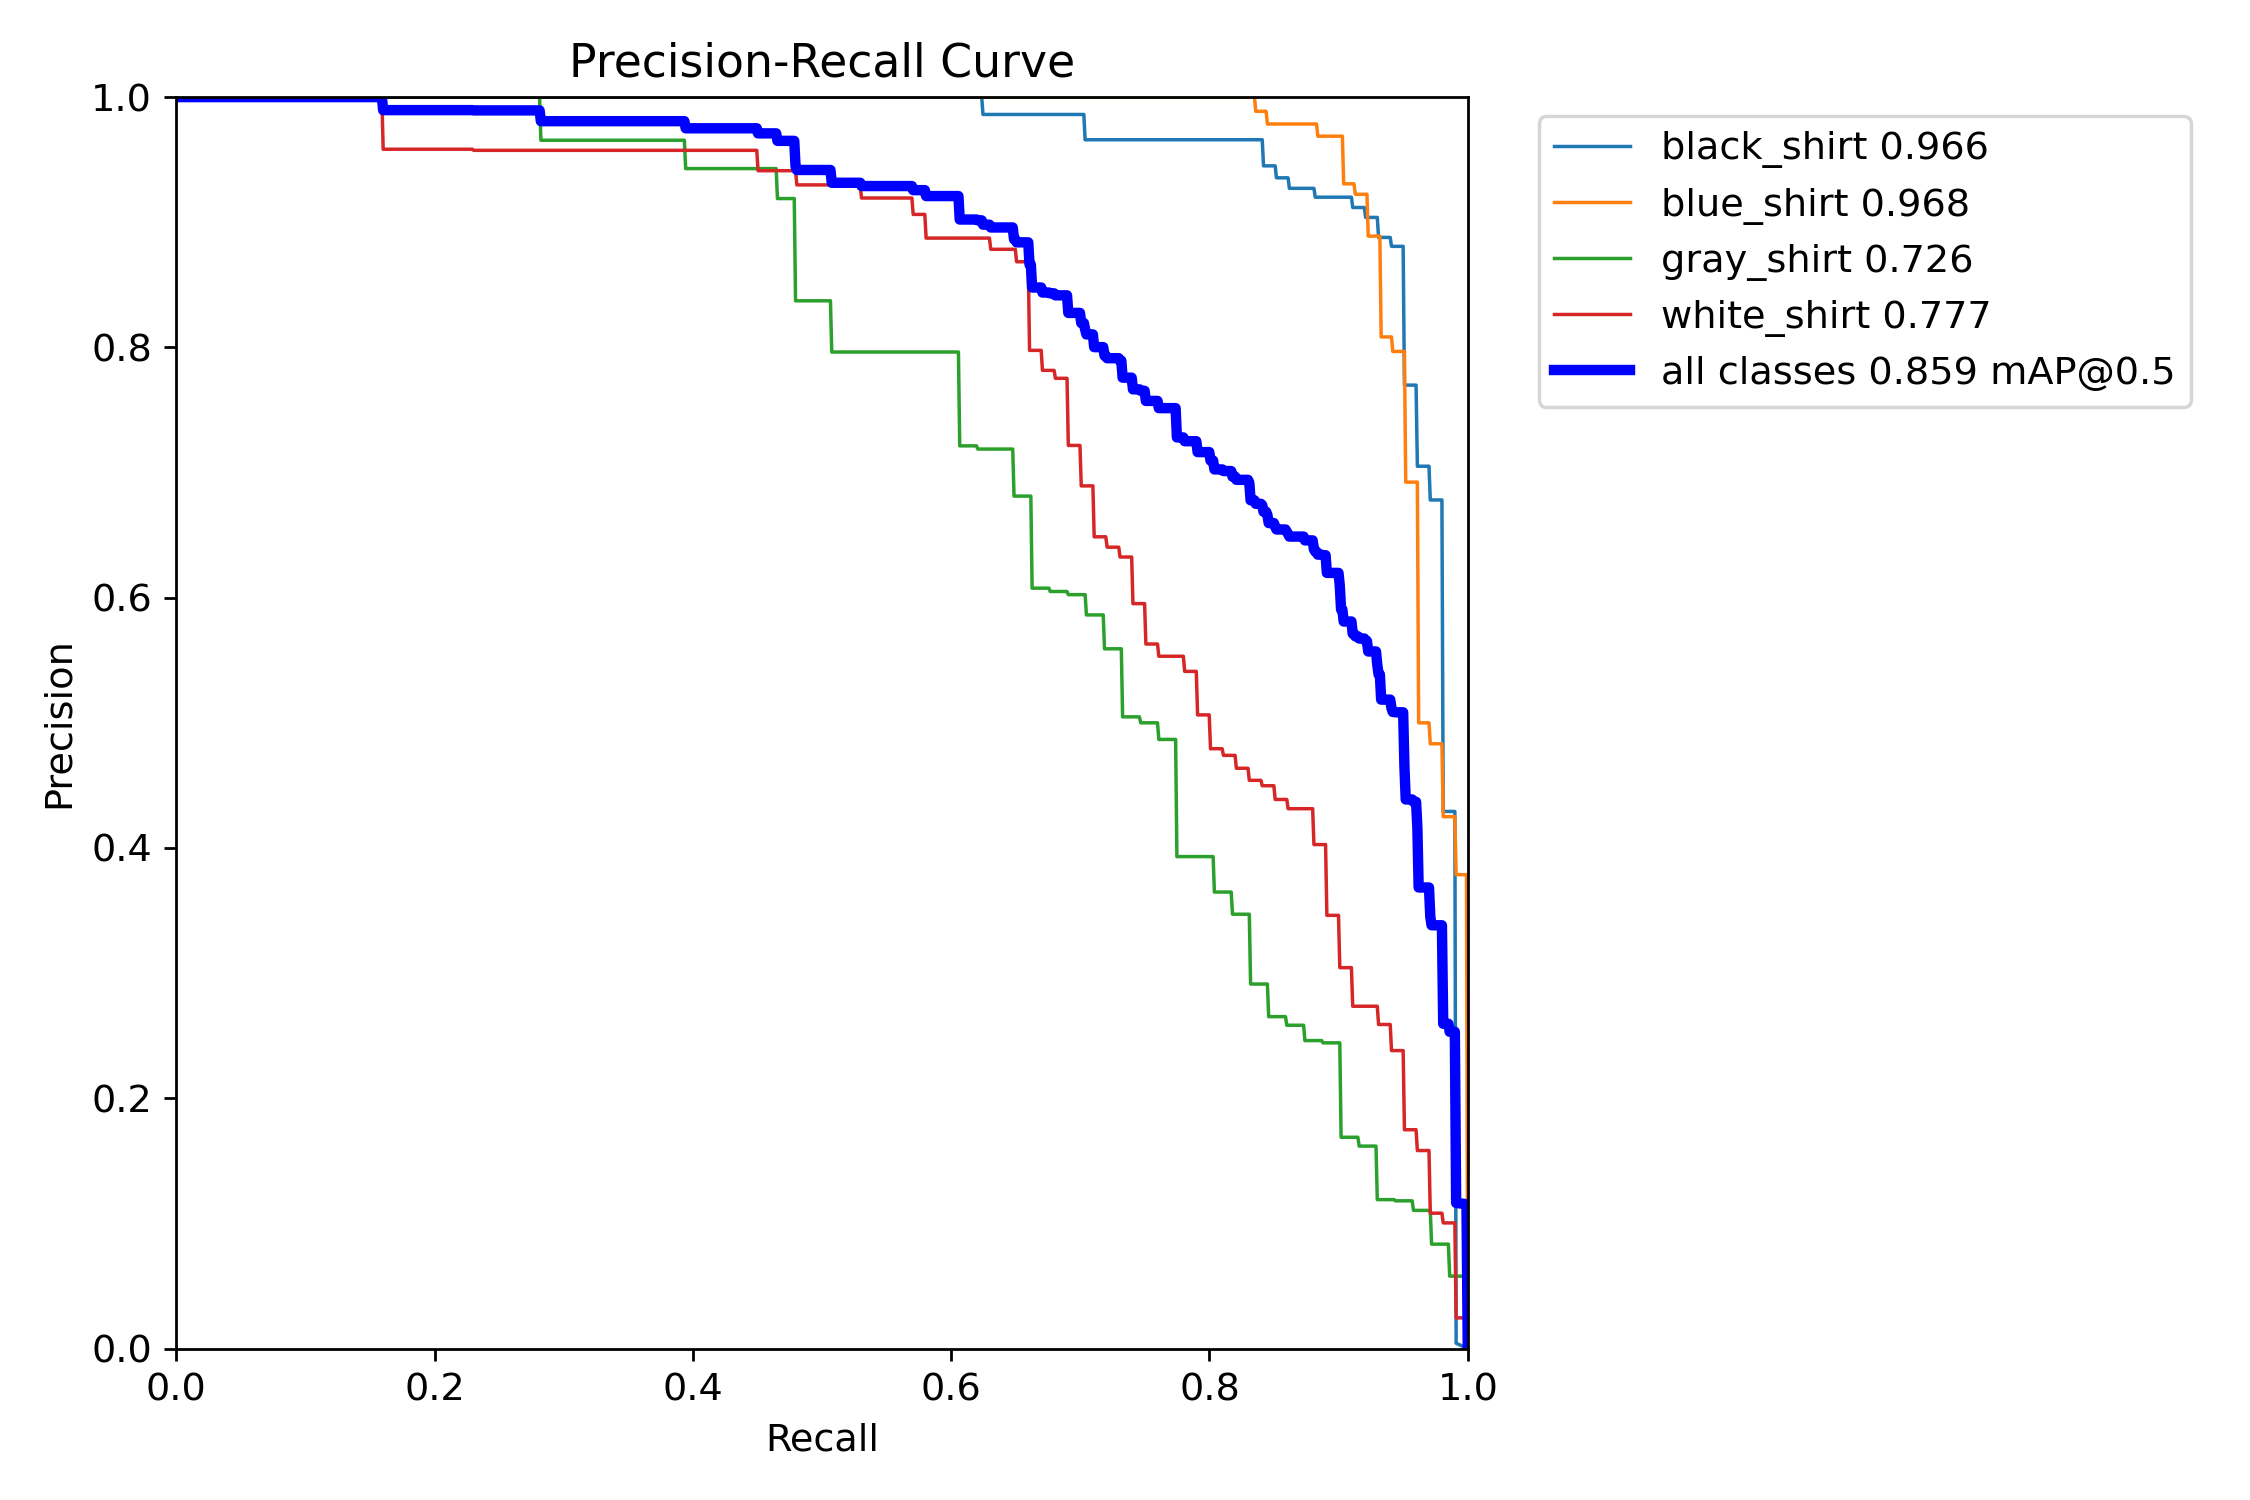 Precision-Recall Curve
1.0
0.8
0.6
0.4
0.2
0.0
Precision
0.0 0.2 0.4 0.6 0.8 1.0
Recall
black_shirt 0.966
blue_shirt 0.968
gray_shirt 0.726
white_shirt 0.777
all classes 0.859 mAP@0.5